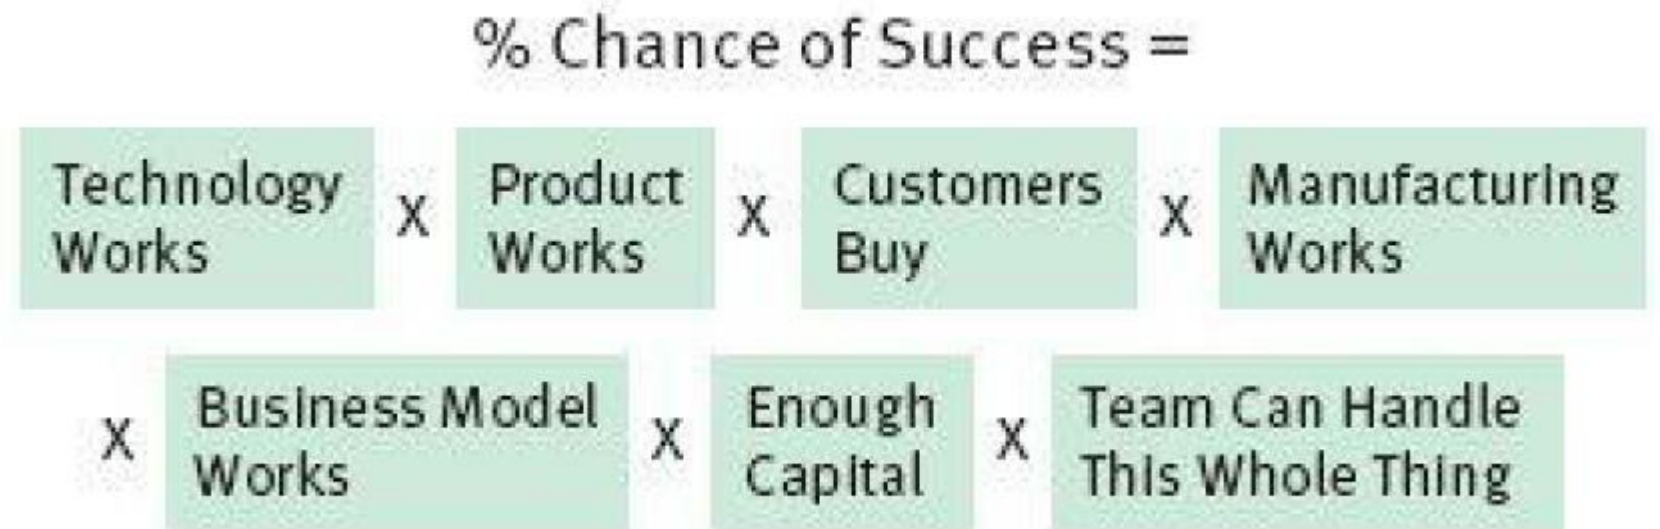 % Chance of Success =
Technology X Product X Customers X Manufacturing
Works Works Buy Works
X Business Model X Enough X Team Can Handle
Works Capital This Whole Thing